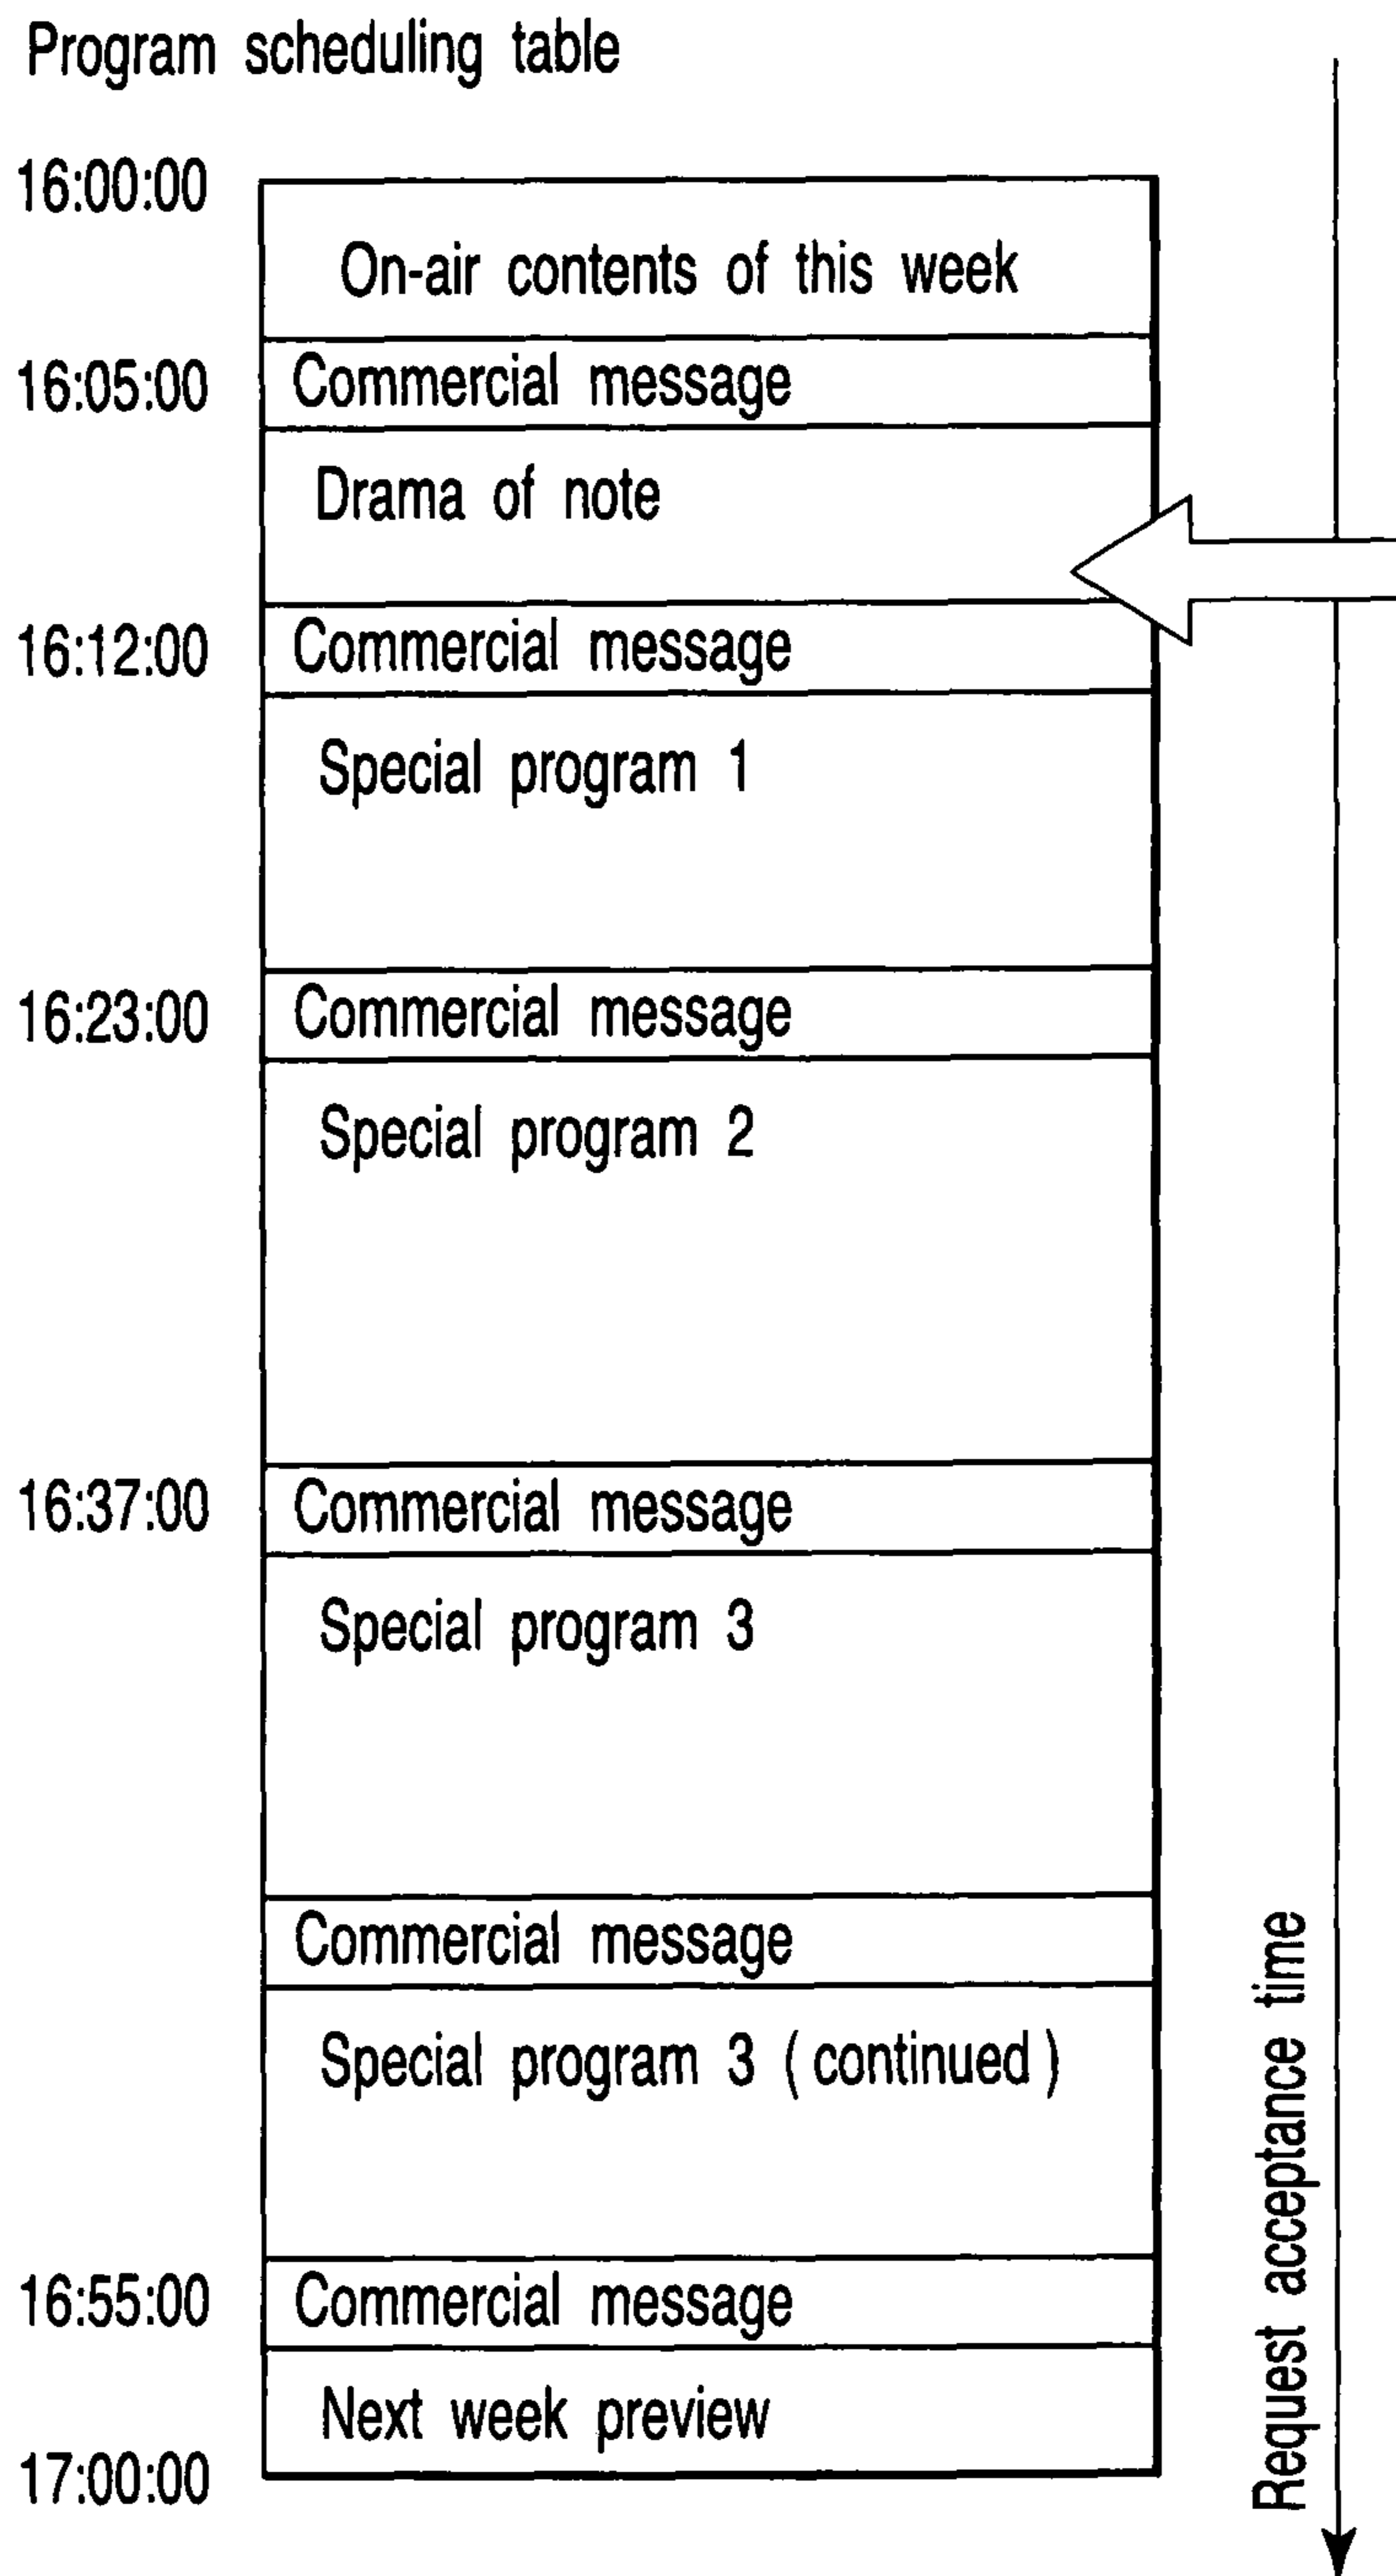 Program scheduling table
16:00:00
On-air contents of this week
16:05:00 Commercial message
Drama of note
16:12:00 Commercial message
Special program 1
16:23:00 Commercial message
Special program 2
16:37:00 Commercial message
Special program 3
Commercial message
Special program 3 ( continued )
16:55:00 Commercial message
Next week preview
17:00:00
Request acceptance time